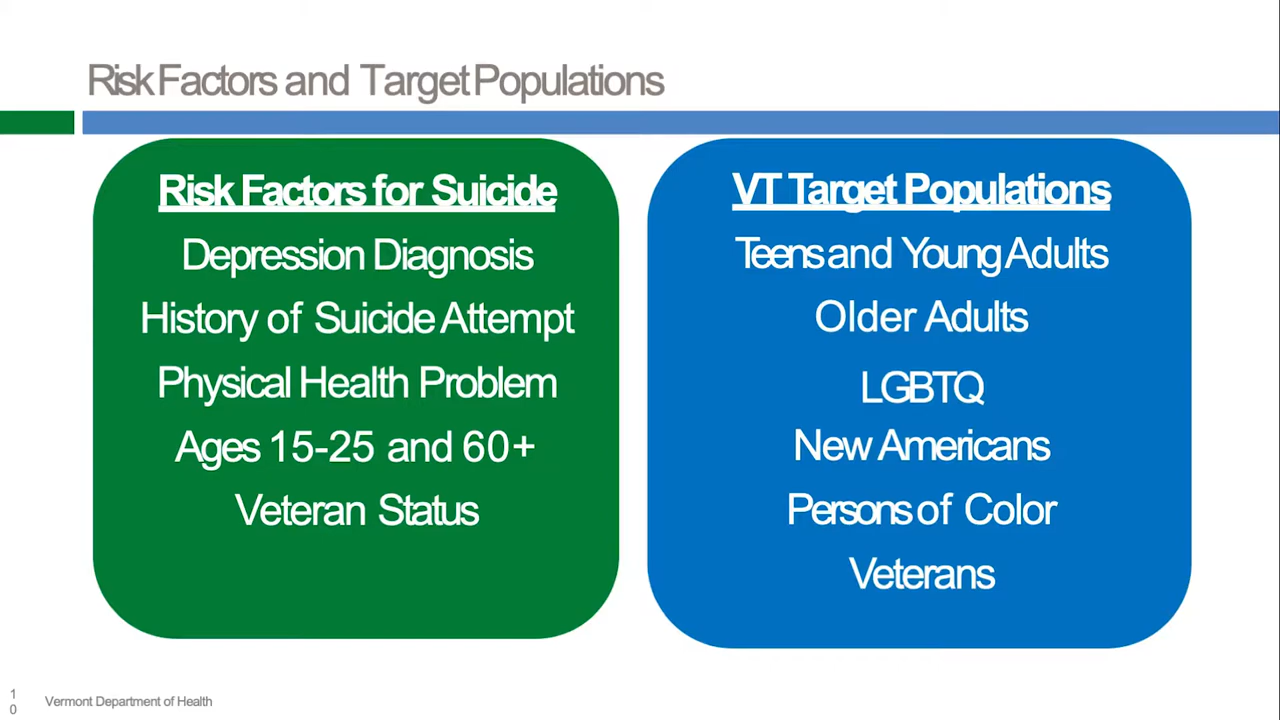 Risk Factors and Target Populations
Risk Factors for Suicide
Depression Diagnosis
History of Suicide Attempt
Physical Health Problem
Ages 15-25 and 60+
Veteran Status
VT Target Populations
Teens and Young Adults
Older Adults
LGBTQ
New Americans
Persons of Color
Veterans
1
0
Vermont Department of Health